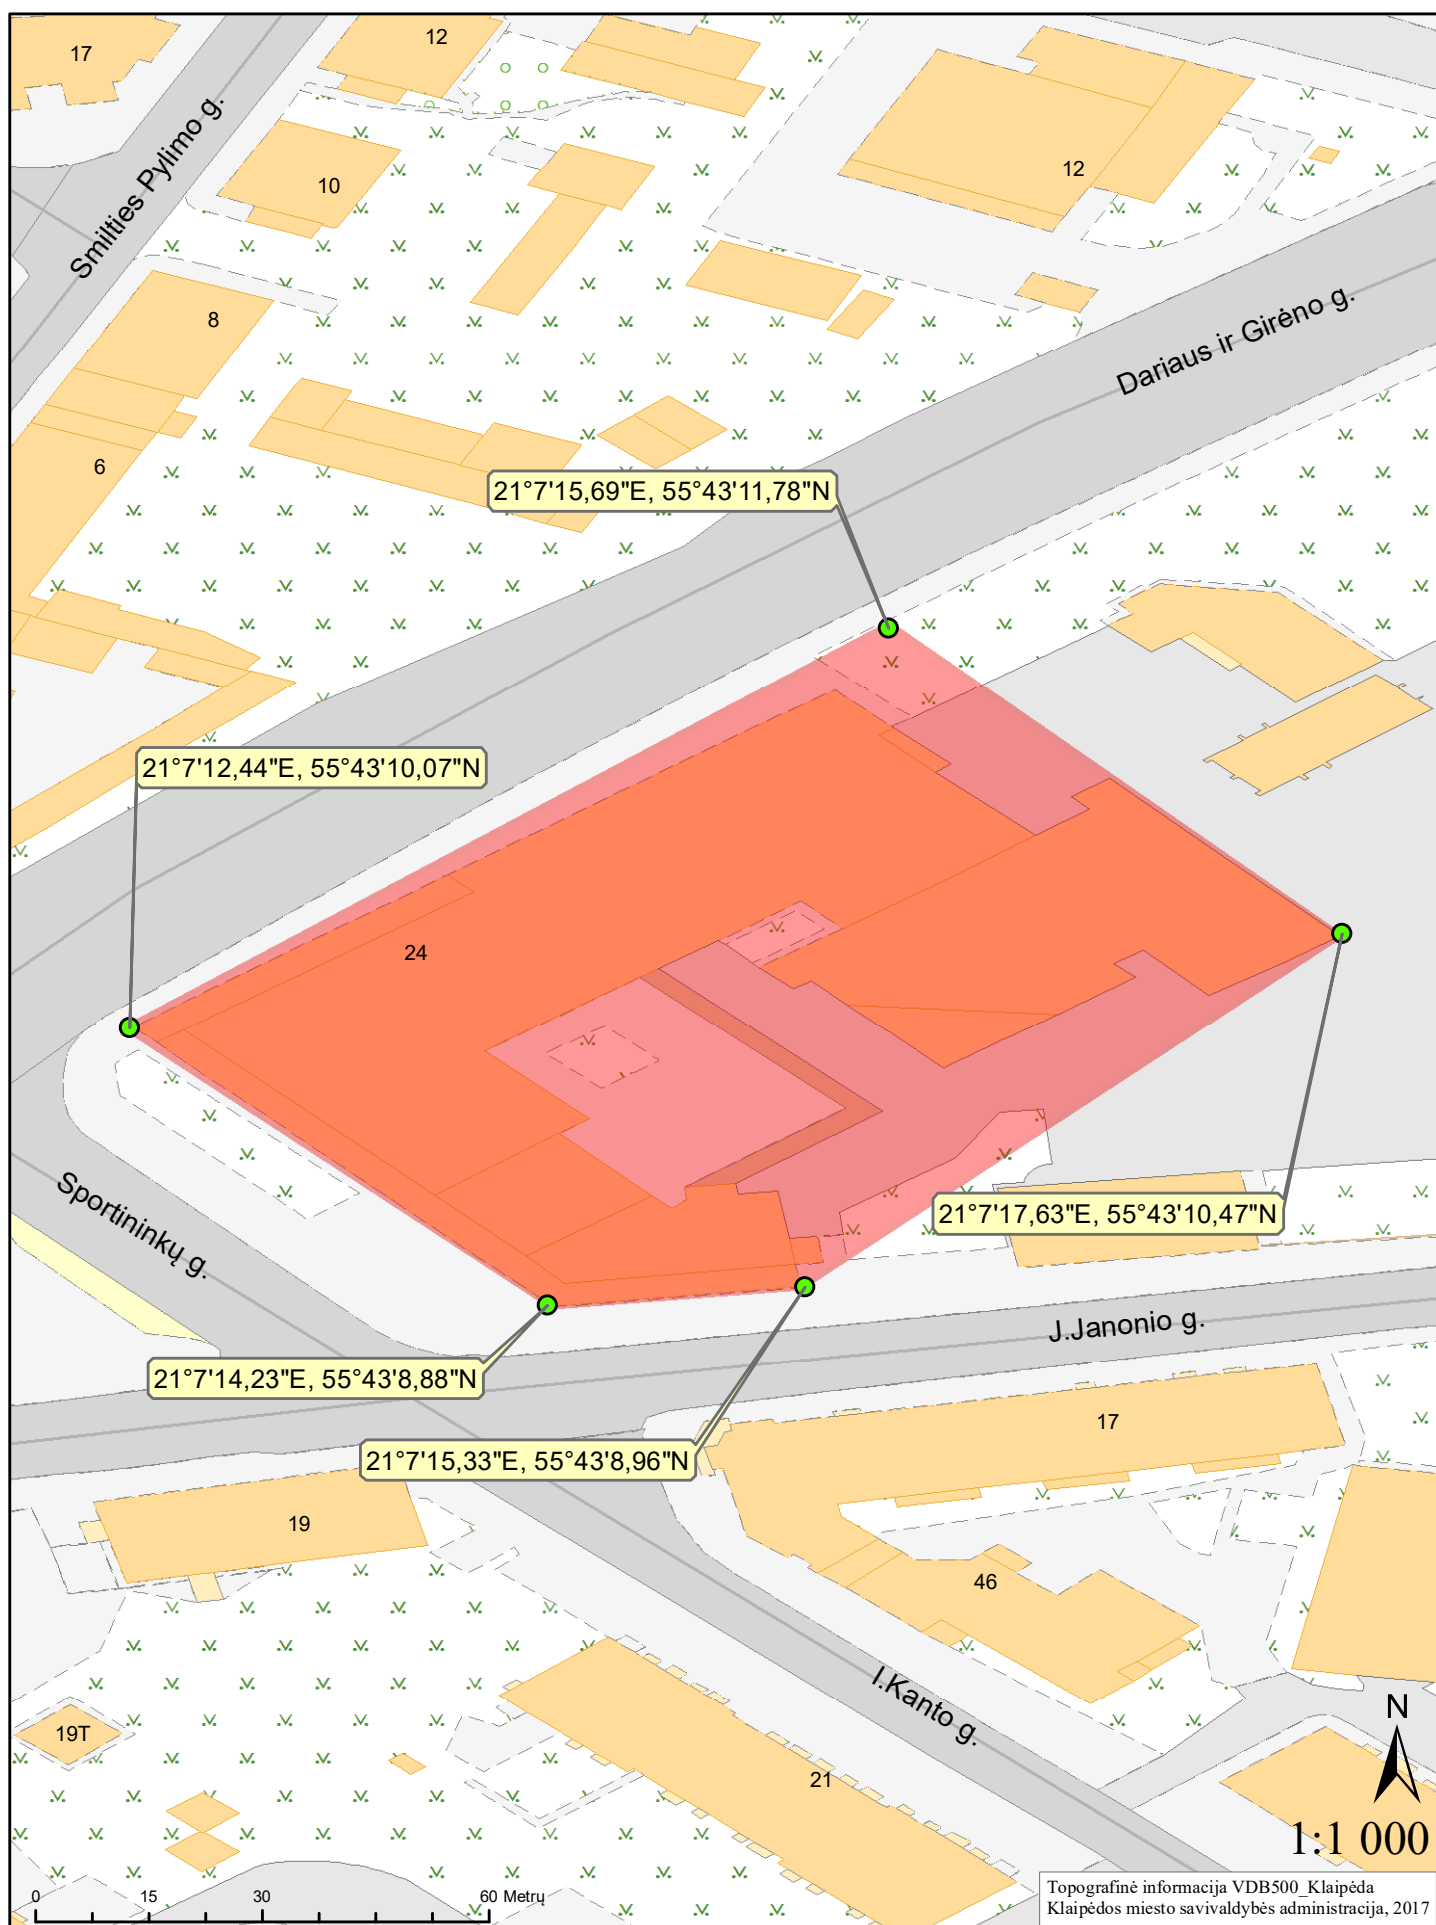 17
12
Smilties Pylimo g.
10
12
8
Dariaus ir Girėno g.
6
21°7'15,69"E, 55°43'11,78"N
21°7'12,44"E, 55°43'10,07"N
24
Sportininkų g.
21°7'17,63"E, 55°43'10,47"N
J.Janonio g.
21°7'14,23"E, 55°43'8,88"N
17
21°7'15,33"E, 55°43'8,96"N
19
46
I.Kanto g.
N
19T
21
1:1 000
0 15 30 60 Metrų
Topografinė informacija VDB500_Klaipėda
Klaipėdos miesto savivaldybės administracija, 2017